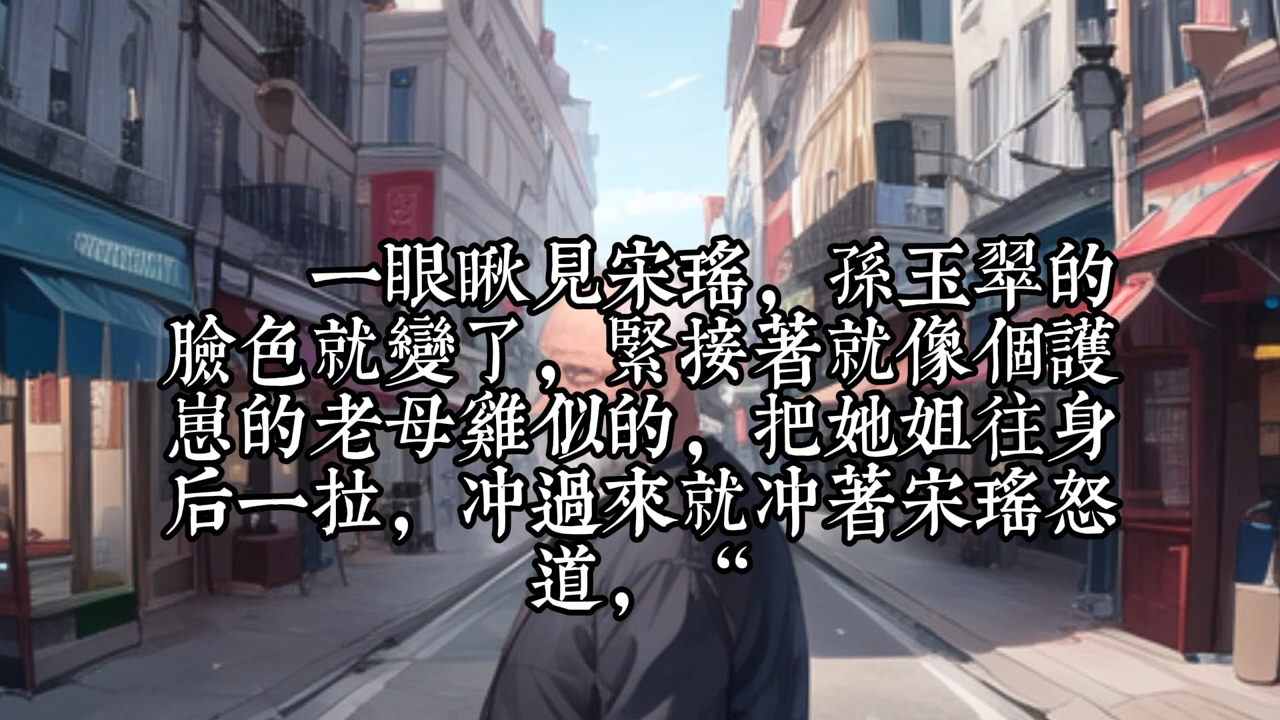 一眼瞅見宋瑤，孫玉翠的
臉色就變了，緊接著就像個護
崽的老母雞似的，把她姐往身
后一拉，冲過來就冲著宋瑤怒
道，“